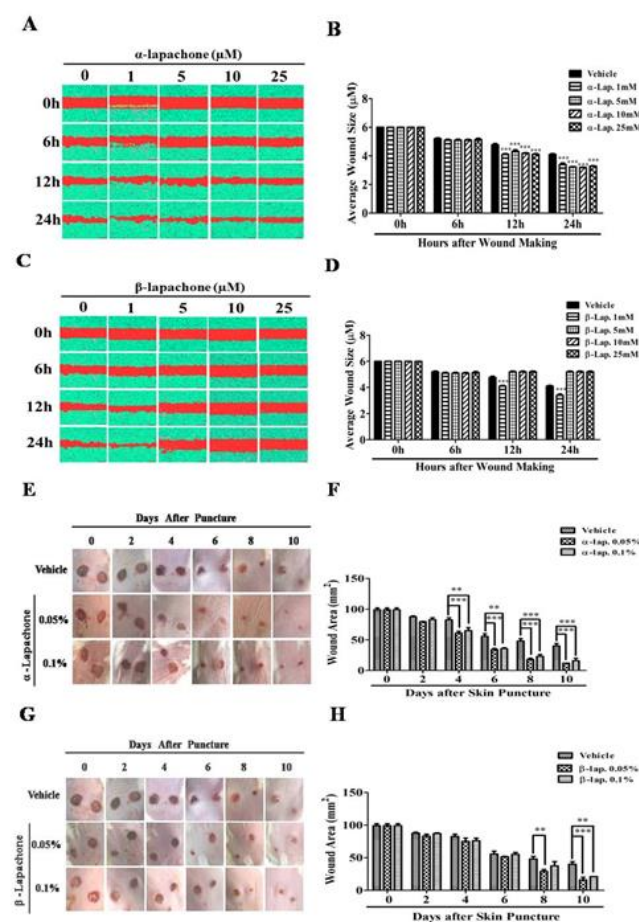 A
α-lapachone (μM)
0 1 5 10 25
0h
6h
12h
24h
B
Vehicle
α-Lap. 1mM
α-Lap. 5mM
α-Lap. 10mM
α-Lap. 25mM
Average Wound Size (μM)
8
6
4
2
0
*** *** *** ***
*** *** *** ***
0h 6h 12h 24h
Hours after Wound Making
C
β-lapachone (μM)
0 1 5 10 25
0h
6h
12h
24h
D
Vehicle
β-Lap. 1mM
β-Lap. 5mM
β-Lap. 10mM
β-Lap. 25mM
Average Wound Size (μM)
8
6
4
2
0
***
***
0h 6h 12h 24h
Hours after Wound Making
E
Days After Puncture
0 2 4 6 8 10
Vehicle
α-Lapachone
0.05%
0.1%
F
Vehicle
α-lap. 0.05%
α-lap. 0.1%
Wound Area (mm²)
150
100
50
0
**
***
**
***
***
***
***
***
0 2 4 6 8 10
Days after Skin Puncture
G
Days After Puncture
0 2 4 6 8 10
Vehicle
β-Lapachone
0.05%
0.1%
H
Vehicle
β-lap. 0.05%
β-lap. 0.1%
Wound Area (mm²)
150
100
50
0
**
**
***
0 2 4 6 8 10
Days after Skin Puncture